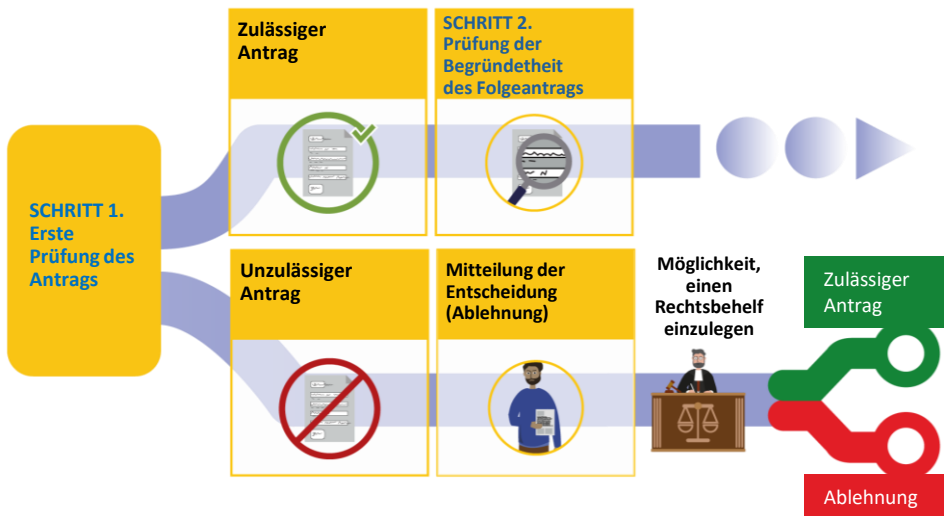 SCHRITT 1.
Erste
Prüfung des
Antrags
Zulässiger
Antrag
SCHRITT 2.
Prüfung der
Begründetheit
des Folgeantrags
Unzulässiger
Antrag
Mitteilung der
Entscheidung
(Ablehnung)
Möglichkeit,
einen
Rechtsbehelf
einzulegen
Zulässiger
Antrag
Ablehnung